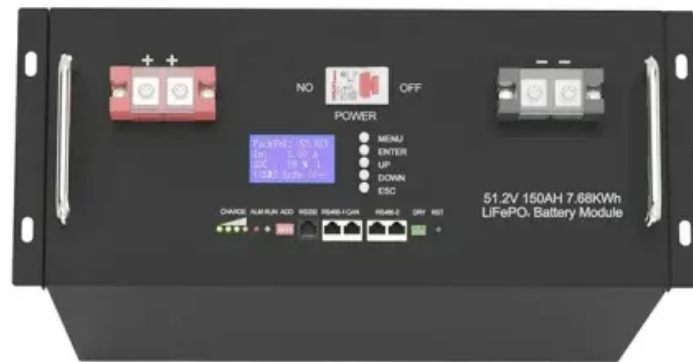 + +
− −
NO OFF
POWER
MENU
ENTER
UP
DOWN
ESC
51.2V 150AH 7.68KWh
LiFePO₄ Battery Module
CHARGE ALM RUN ADD RS232 RS485-1 CAN RS485-2 DRY RST